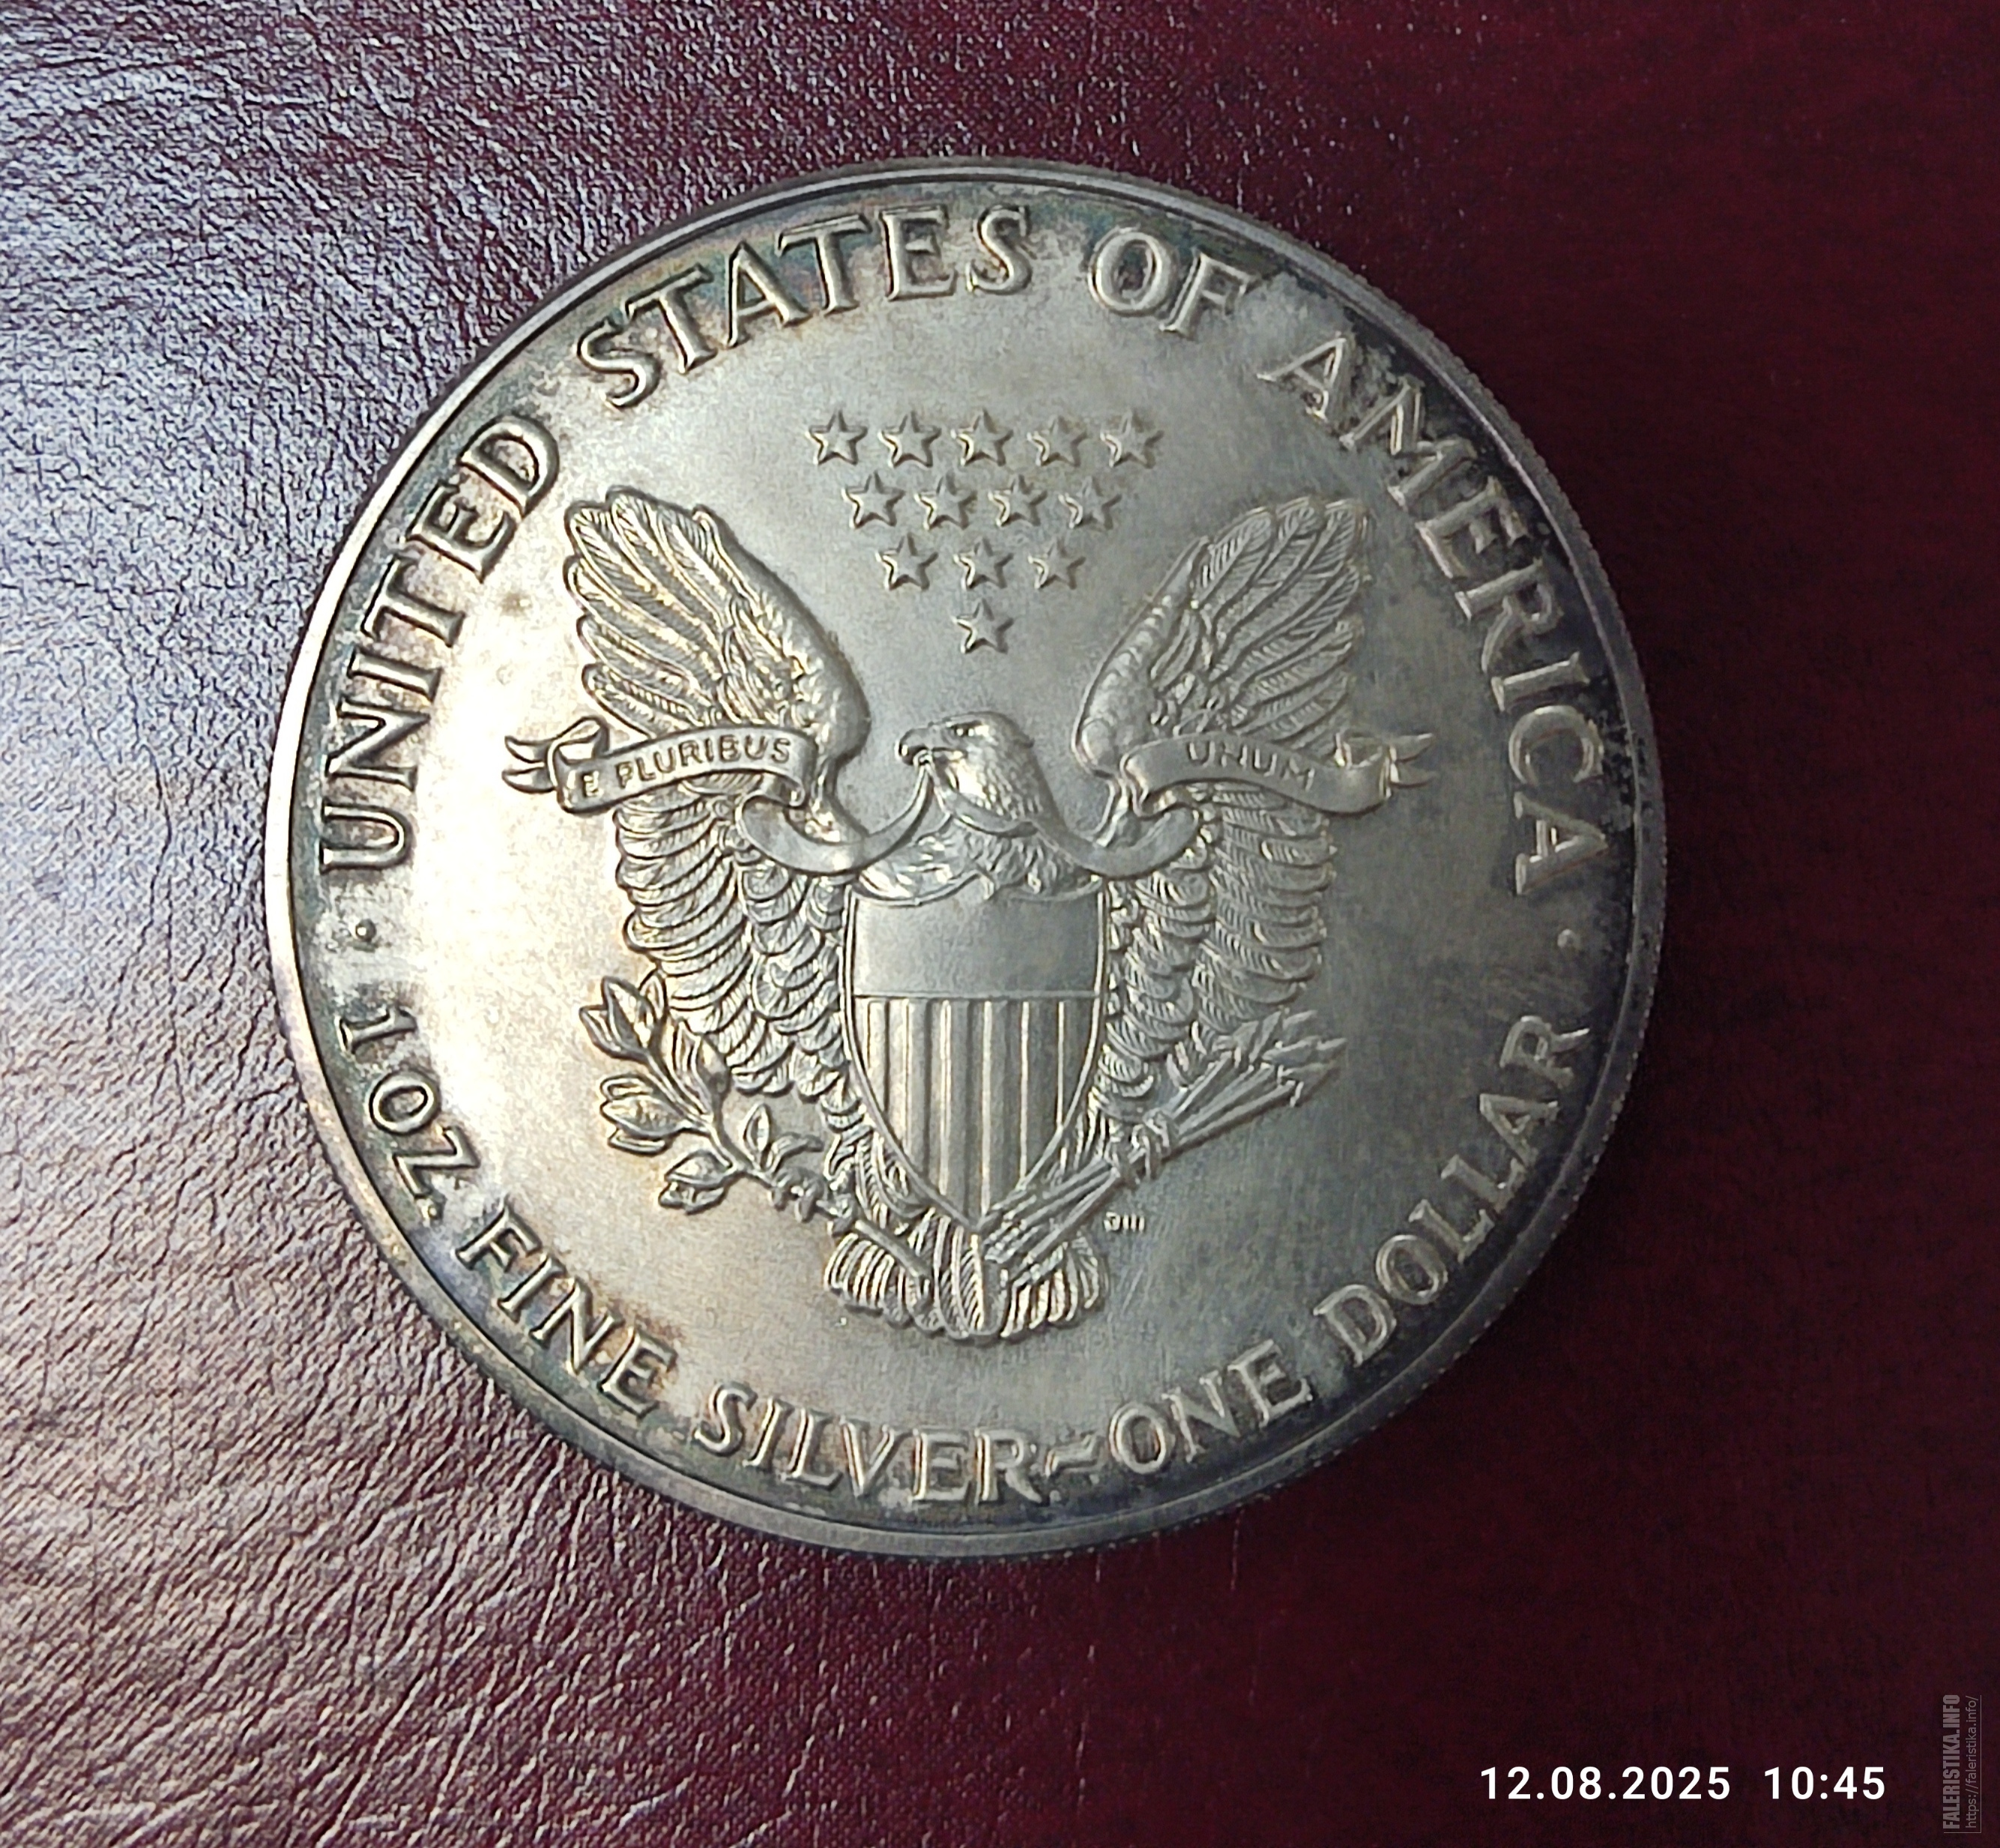 UNITED STATES OF AMERICA
E PLURIBUS
UNUM
1 OZ. FINE SILVER~ONE DOLLAR
12.08.2025 10:45
FALERISTIKA.INFO
https://faleristika.info/